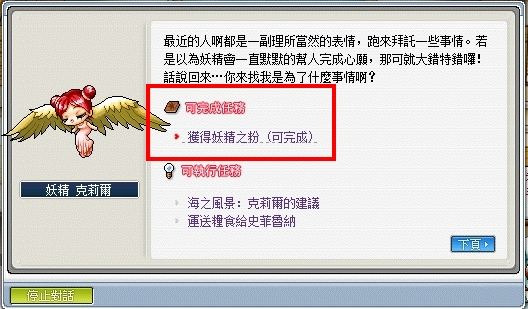 最近的人啊都是一副理所當然的表情，跑來拜託一些事情。若
是以為妖精會一直默默的幫人完成心願，那可就大錯特錯囉！
話說回來…你來找我是為了什麼事情啊？
可完成任務
獲得妖精之粉 (可完成)
妖精 克莉爾
可執行任務
海之風景: 克莉爾的建議
運送糧食給史菲魯納
下頁
停止對話